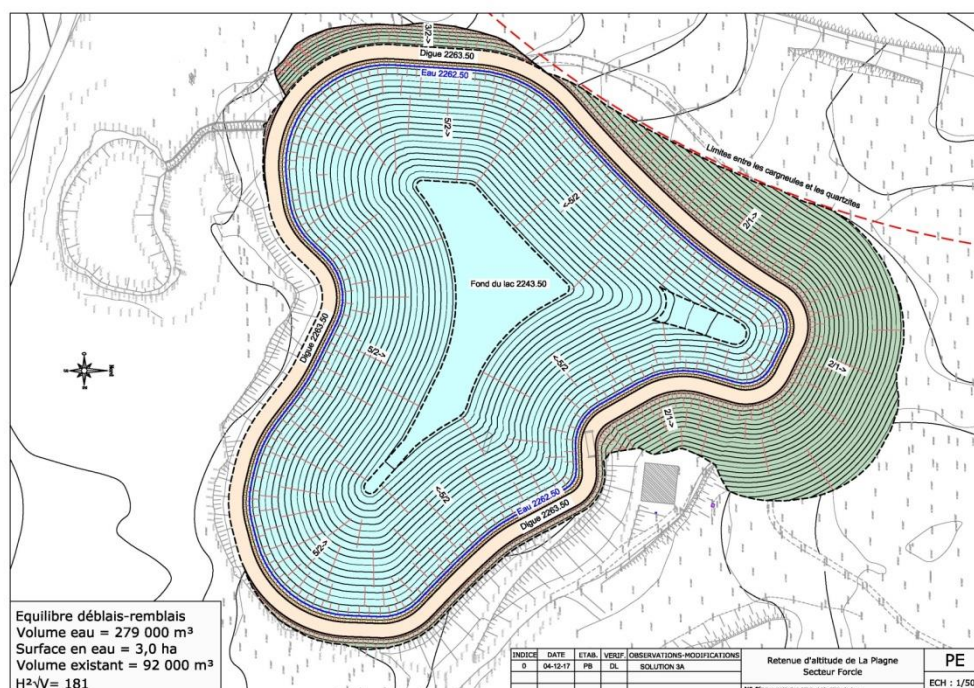 3/2->
Digue 2263.50
Eau 2262.50
5/2->
<-5/2
Limites entre les cargneules et les quartzites
2/1->
Fond du lac 2243.50
Digue 2263.50
5/2->
<-5/2
2/1->
2/1->
Nord
<-5/2
Eau 2262.50
Digue 2263.50
5/2->
Equilibre déblais-remblais
Volume eau = 279 000 m³
Surface en eau = 3,0 ha
Volume existant = 92 000 m³
H²√V= 181
INDICE DATE ETAB. VERIF. OBSERVATIONS-MODIFICATIONS
0 04-12-17 PB DL SOLUTION 3A
Retenue d'altitude de La Plagne
Secteur Forcle
PE
ECH : 1/50